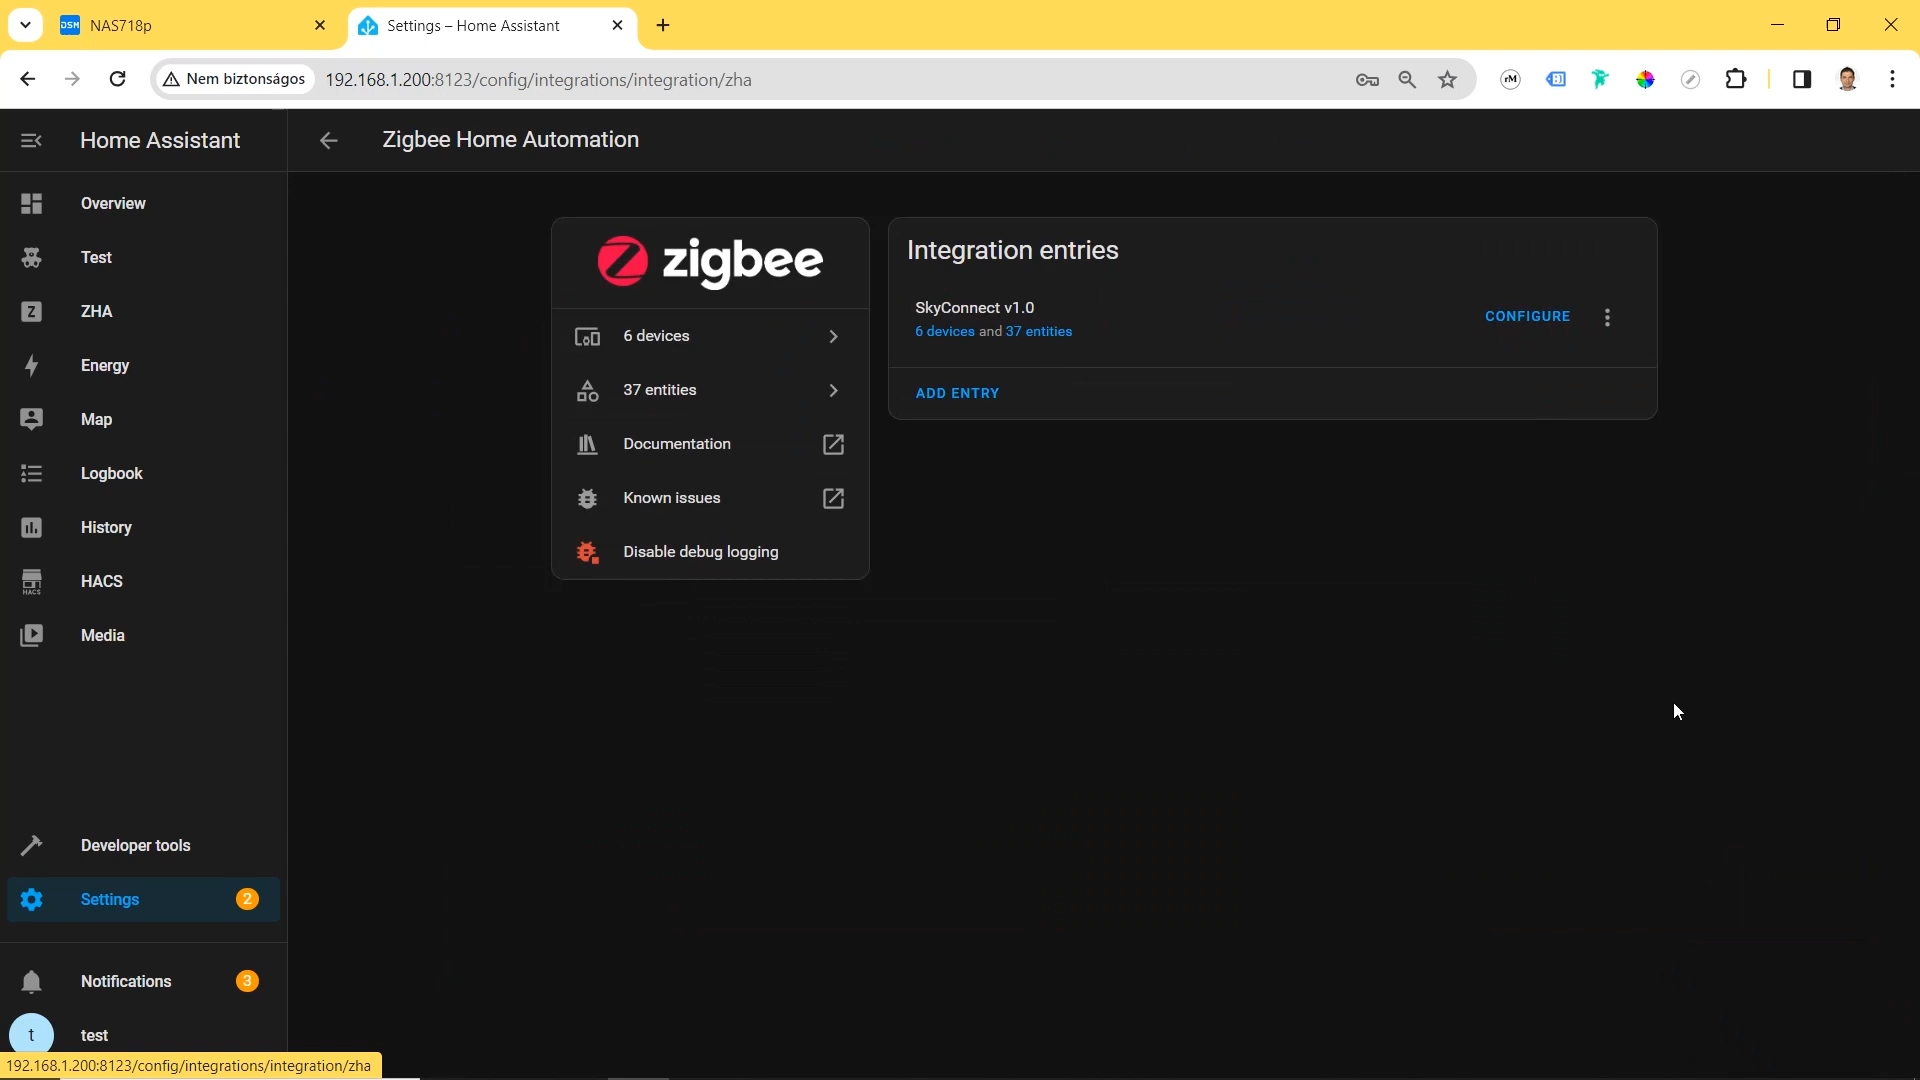 DSM NAS718p
Settings – Home Assistant
Nem biztonságos
192.168.1.200:8123/config/integrations/integration/zha
rM
Home Assistant
Zigbee Home Automation
Overview
Test
Z ZHA
Energy
Map
Logbook
History
HACS HACS
Media
Developer tools
Settings 2
Notifications 3
t test
zigbee
6 devices
37 entities
Documentation
Known issues
Disable debug logging
Integration entries
SkyConnect v1.0
6 devices and 37 entities
CONFIGURE
ADD ENTRY
192.168.1.200:8123/config/integrations/integration/zha